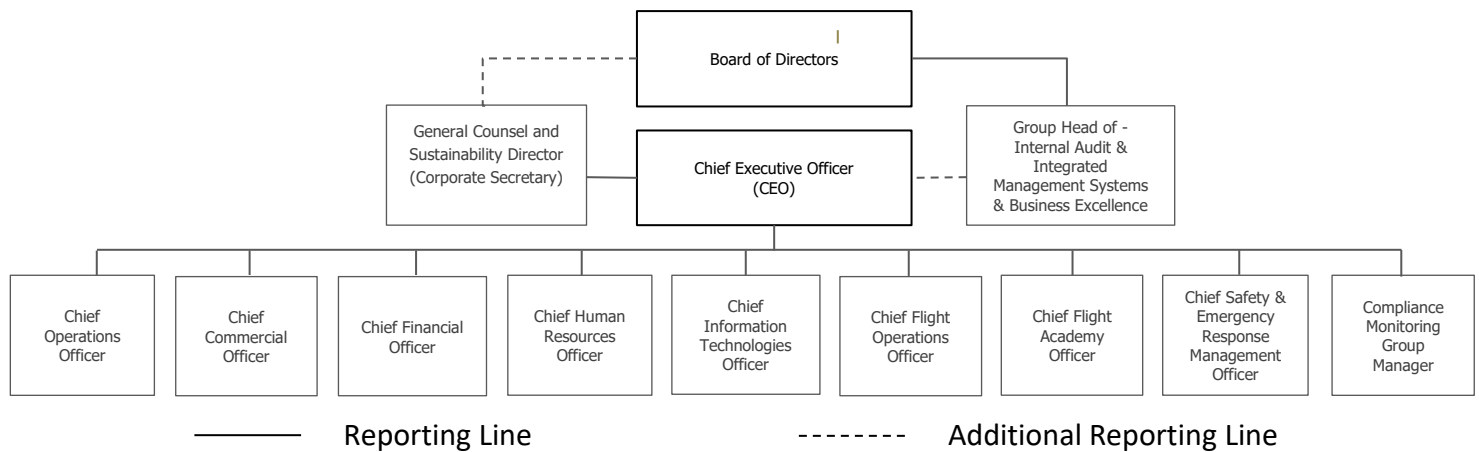 Board of Directors
General Counsel and
Sustainability Director
(Corporate Secretary)
Group Head of -
Internal Audit &
Integrated
Management Systems
& Business Excellence
Chief Executive Officer
(CEO)
Chief
Operations
Officer
Chief
Commercial
Officer
Chief Financial
Officer
Chief Human
Resources
Officer
Chief
Information
Technologies
Officer
Chief Flight
Operations
Officer
Chief Flight
Academy
Officer
Chief Safety &
Emergency
Response
Management
Officer
Compliance
Monitoring
Group
Manager
Reporting Line
Additional Reporting Line